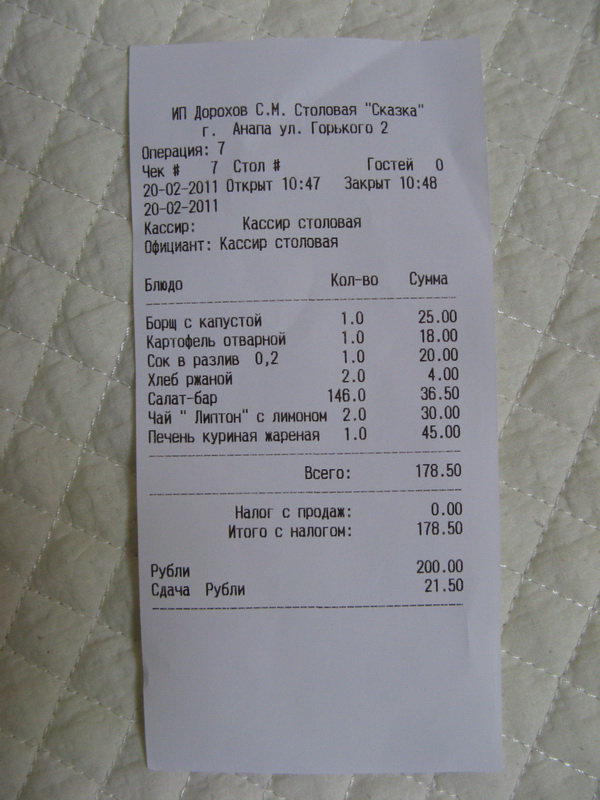 ИП Дорохов С.М. Столовая "Сказка"
г. Анапа ул. Горького 2
Операция: 7
Чек # 7 Стол # Гостей 0
20-02-2011 Открыт 10:47 Закрыт 10:48
20-02-2011
Кассир: Кассир столовая
Официант: Кассир столовая
Блюдо Кол-во Сумма
Борщ с капустой 1.0 25.00
Картофель отварной 1.0 18.00
Сок в разлив 0,2 1.0 20.00
Хлеб ржаной 2.0 4.00
Салат-бар 146.0 36.50
Чай " Липтон" с лимоном 2.0 30.00
Печень куриная жареная 1.0 45.00
Всего: 178.50
Налог с продаж: 0.00
Итого с налогом: 178.50
Рубли 200.00
Сдача Рубли 21.50